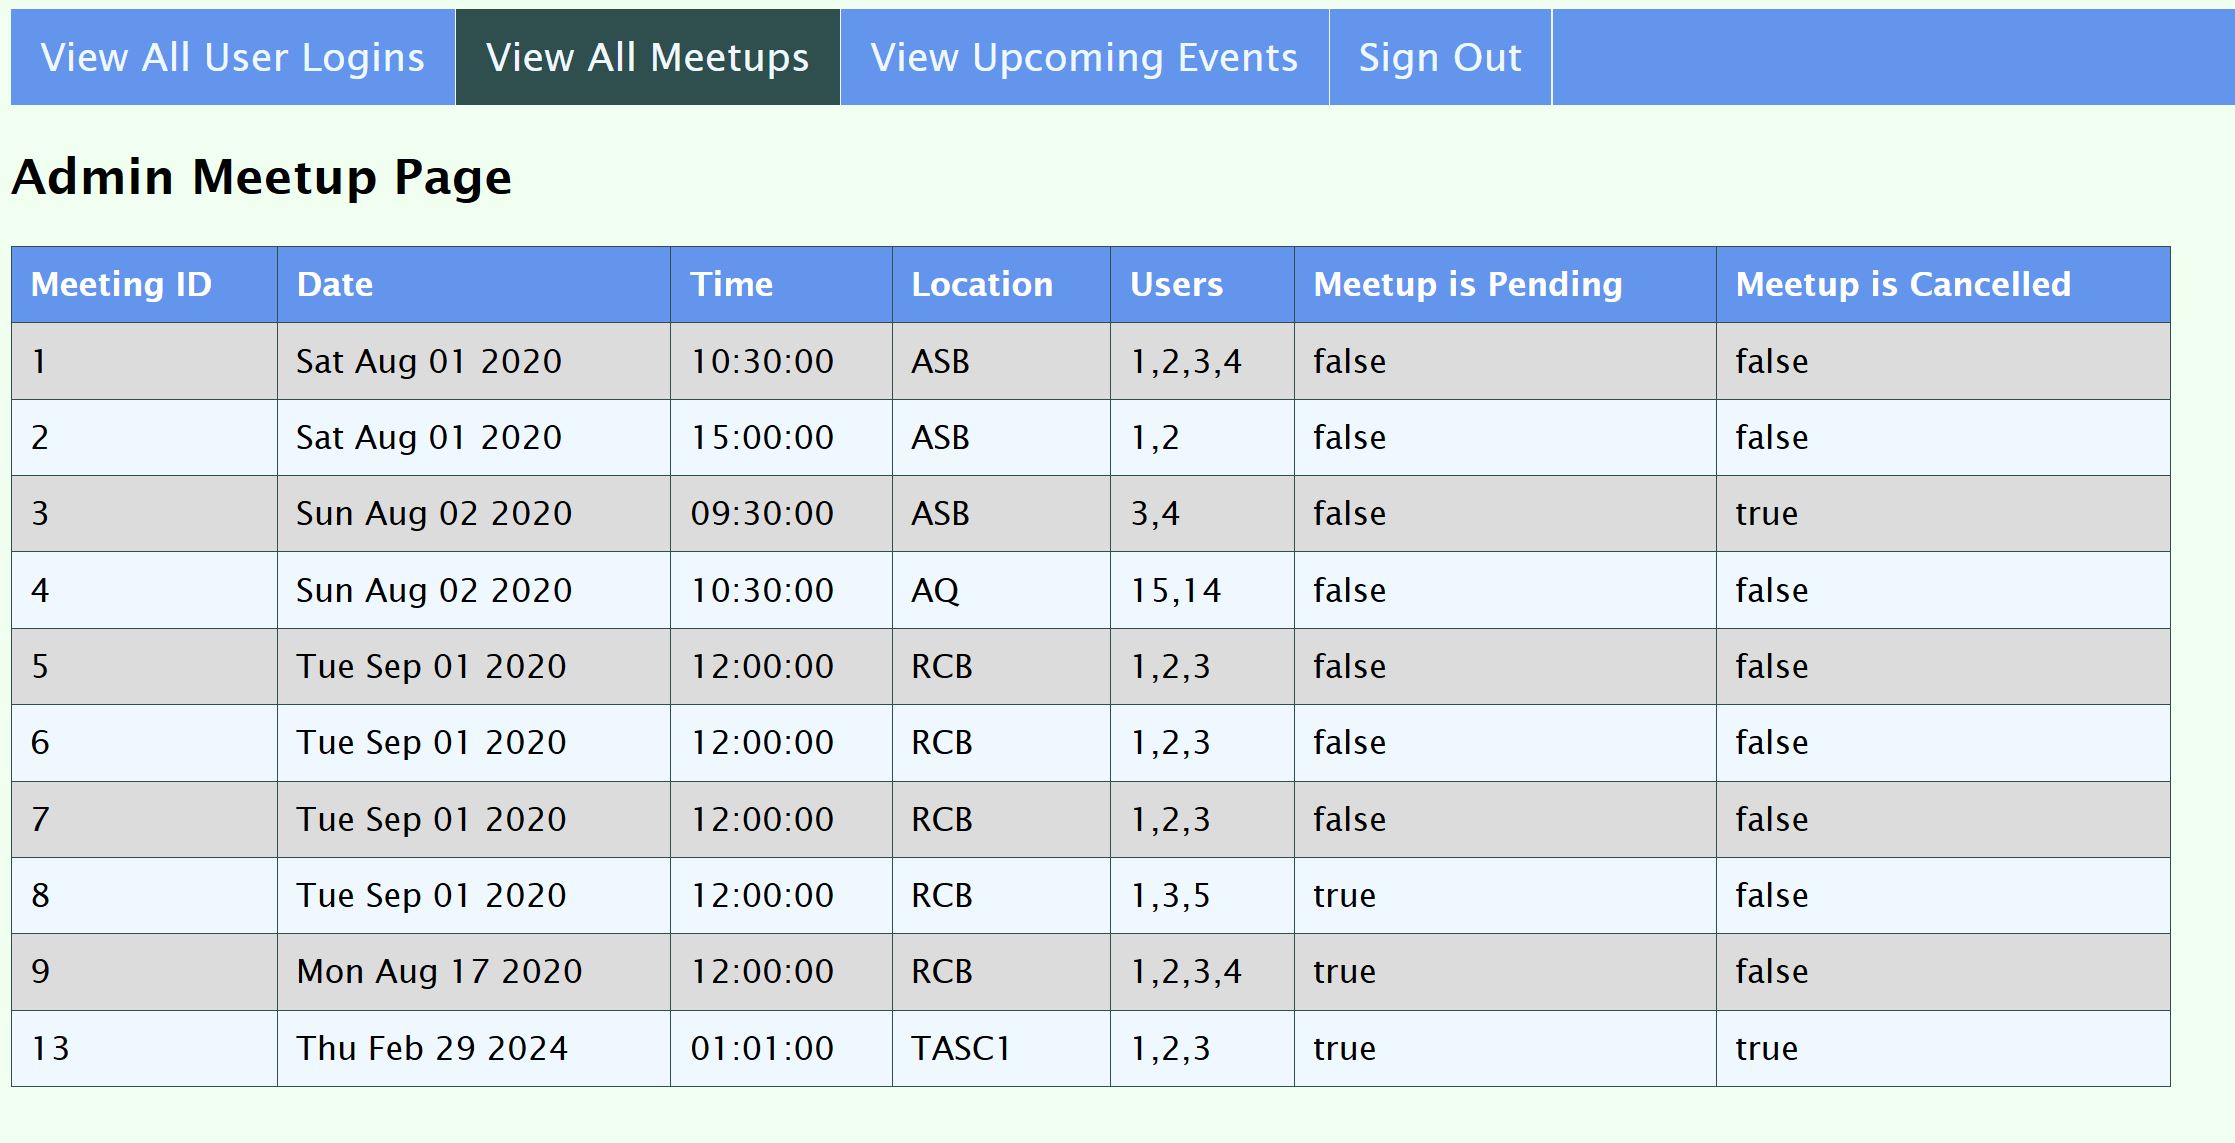 View All User Logins View All Meetups View Upcoming Events Sign Out
Admin Meetup Page
Meeting ID Date Time Location Users Meetup is Pending Meetup is Cancelled
1 Sat Aug 01 2020 10:30:00 ASB 1,2,3,4 false false
2 Sat Aug 01 2020 15:00:00 ASB 1,2 false false
3 Sun Aug 02 2020 09:30:00 ASB 3,4 false true
4 Sun Aug 02 2020 10:30:00 AQ 15,14 false false
5 Tue Sep 01 2020 12:00:00 RCB 1,2,3 false false
6 Tue Sep 01 2020 12:00:00 RCB 1,2,3 false false
7 Tue Sep 01 2020 12:00:00 RCB 1,2,3 false false
8 Tue Sep 01 2020 12:00:00 RCB 1,3,5 true false
9 Mon Aug 17 2020 12:00:00 RCB 1,2,3,4 true false
13 Thu Feb 29 2024 01:01:00 TASC1 1,2,3 true true